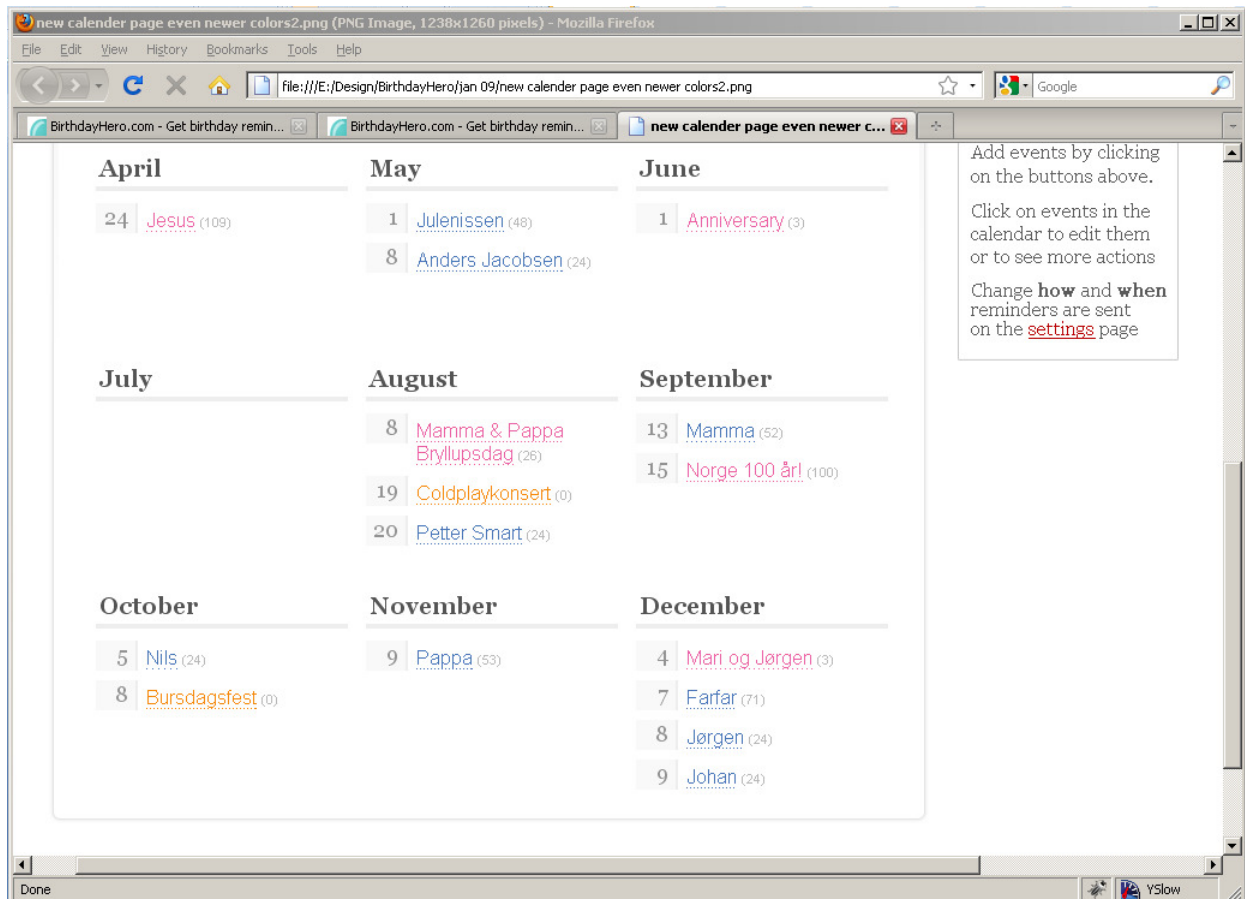 new calender page even newer colors2.png (PNG Image, 1238x1260 pixels) - Mozilla Firefox
File Edit View History Bookmarks Tools Help
file:///E:/Design/BirthdayHero/jan 09/new calender page even newer colors2.png
Google
BirthdayHero.com - Get birthday remin...
BirthdayHero.com - Get birthday remin...
new calender page even newer c...
April
24 Jesus (109)
May
1 Julenissen (48)
8 Anders Jacobsen (24)
June
1 Anniversary (3)
July
August
8 Mamma & Pappa
Bryllupsdag (26)
19 Coldplaykonsert (0)
20 Petter Smart (24)
September
13 Mamma (52)
15 Norge 100 år! (100)
October
5 Nils (24)
8 Bursdagsfest (0)
November
9 Pappa (53)
December
4 Mari og Jørgen (3)
7 Farfar (71)
8 Jørgen (24)
9 Johan (24)
Add events by clicking
on the buttons above.
Click on events in the
calendar to edit them
or to see more actions
Change how and when
reminders are sent
on the settings page
Done
YSlow